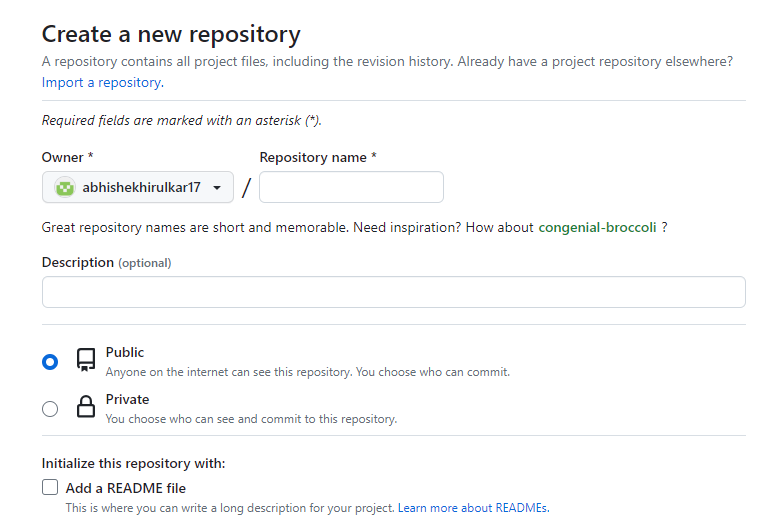 Create a new repository
A repository contains all project files, including the revision history. Already have a project repository elsewhere?
Import a repository.
Required fields are marked with an asterisk (*).
Owner * Repository name *
abhishekhirulkar17 /
Great repository names are short and memorable. Need inspiration? How about congenial-broccoli ?
Description (optional)
Public
Anyone on the internet can see this repository. You choose who can commit.
Private
You choose who can see and commit to this repository.
Initialize this repository with:
Add a README file
This is where you can write a long description for your project. Learn more about READMEs.